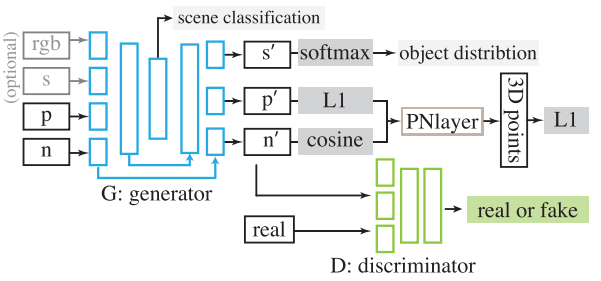 scene classification
(optional)
rgb
s
p
n
s′ softmax object distribtion
p′ L1
n′ cosine
PNlayer
3D points
L1
G: generator
real
real or fake
D: discriminator